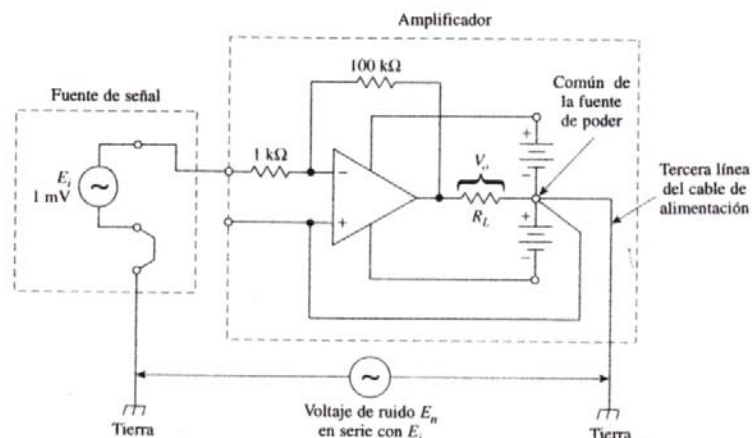 Amplificador
100 kΩ
Fuente de señal
Común de
la fuente
de poder
+
1 kΩ
−
V_o
−
Tercera línea
del cable de
alimentación
E_i
1 mV
+
R_L
+
−
Voltaje de ruido E_n
en serie con E_i
Tierra
Tierra